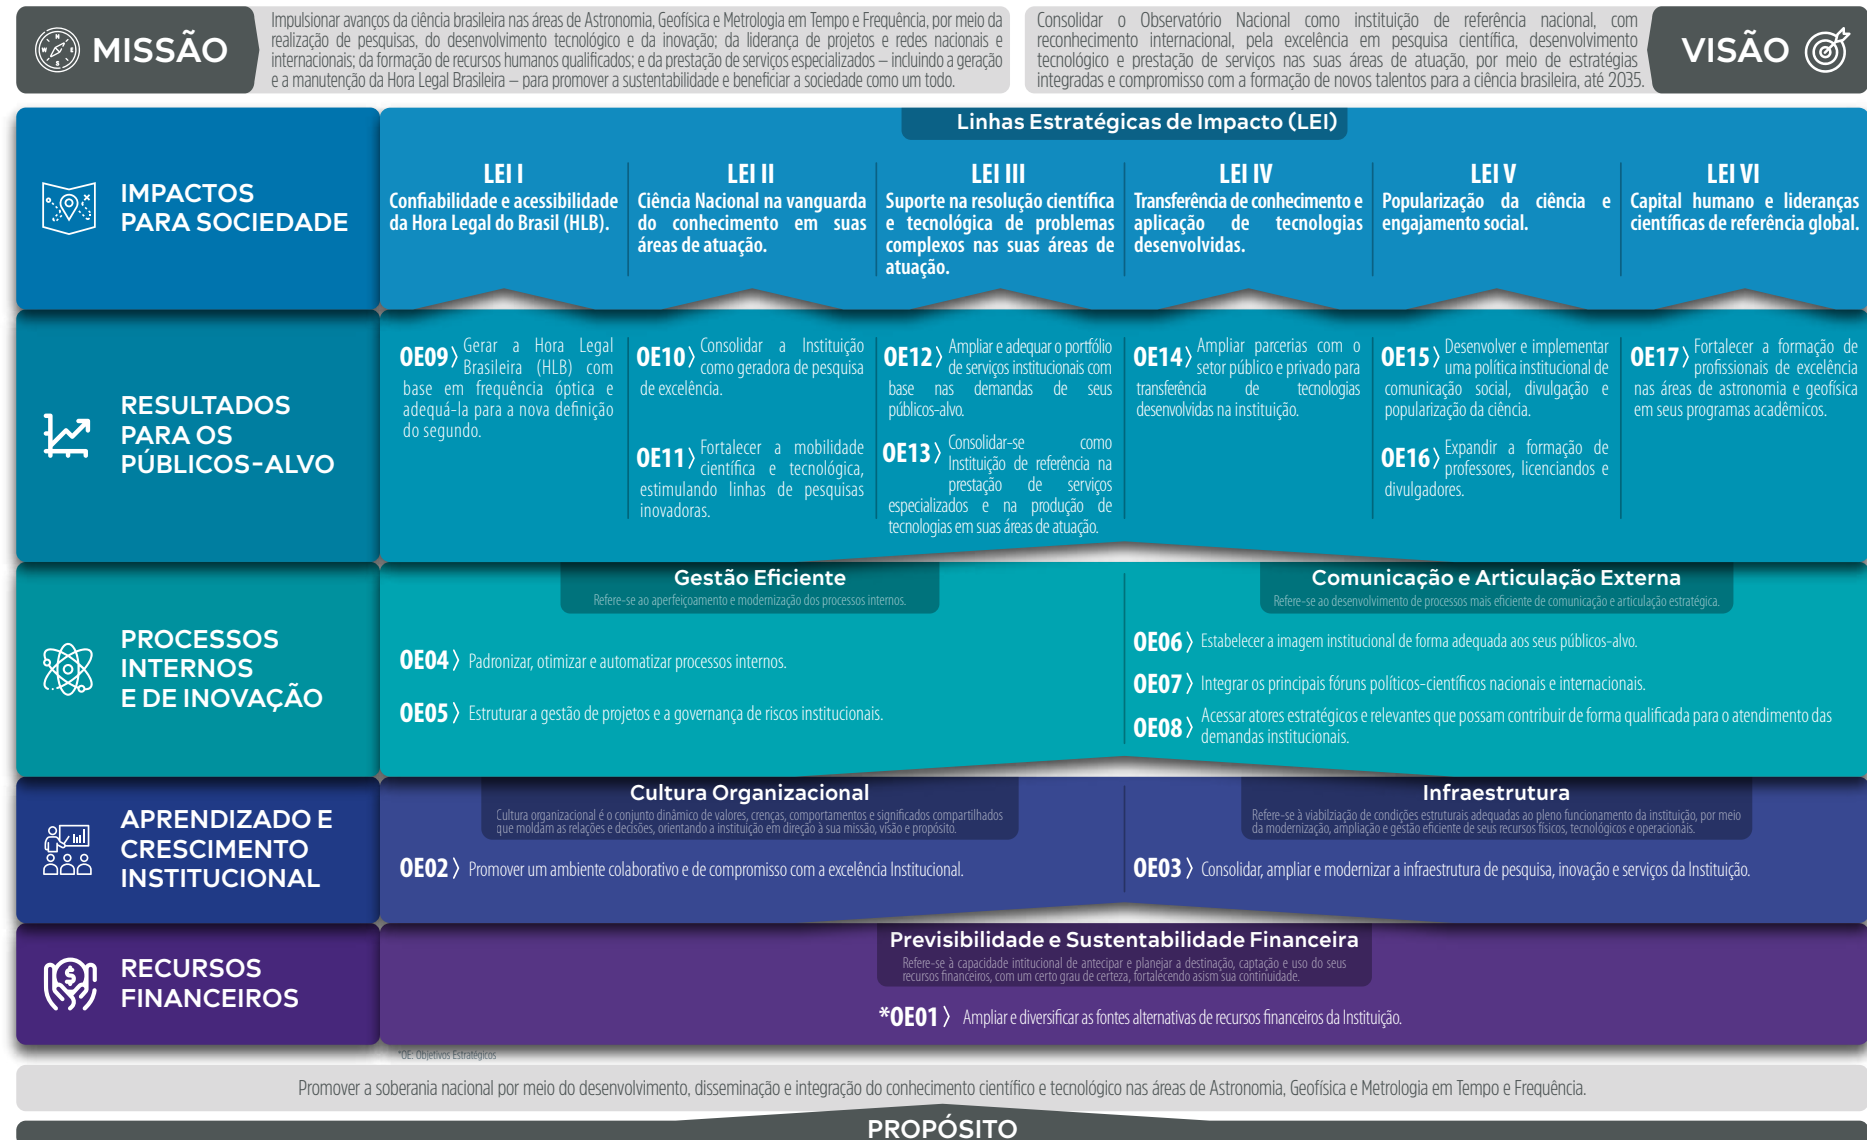 MISSÃO
Impulsionar avanços da ciência brasileira nas áreas de Astronomia, Geofísica e Metrologia em Tempo e Frequência, por meio da
realização de pesquisas, do desenvolvimento tecnológico e da inovação; da liderança de projetos e redes nacionais e
internacionais; da formação de recursos humanos qualificados; e da prestação de serviços especializados – incluindo a geração
e a manutenção da Hora Legal Brasileira – para promover a sustentabilidade e beneficiar a sociedade como um todo.
Consolidar o Observatório Nacional como instituição de referência nacional, com
reconhecimento internacional, pela excelência em pesquisa científica, desenvolvimento
tecnológico e prestação de serviços nas suas áreas de atuação, por meio de estratégias
integradas e compromisso com a formação de novos talentos para a ciência brasileira, até 2035.
VISÃO
IMPACTOS
PARA SOCIEDADE
Linhas Estratégicas de Impacto (LEI)
LEI I
Confiabilidade e acessibilidade
da Hora Legal do Brasil (HLB).
LEI II
Ciência Nacional na vanguarda
do conhecimento em suas
áreas de atuação.
LEI III
Suporte na resolução científica
e tecnológica de problemas
complexos nas suas áreas de
atuação.
LEI IV
Transferência de conhecimento e
aplicação de tecnologias
desenvolvidas.
LEI V
Popularização da ciência e
engajamento social.
LEI VI
Capital humano e lideranças
científicas de referência global.
RESULTADOS
PARA OS
PÚBLICOS-ALVO
OE09⟩ Gerar a Hora Legal
Brasileira (HLB) com
base em frequência óptica e
adequá-la para a nova definição
do segundo.
OE10⟩ Consolidar a Instituição
como geradora de pesquisa
de excelência.
OE11⟩ Fortalecer a mobilidade
científica e tecnológica,
estimulando linhas de pesquisas
inovadoras.
OE12⟩ Ampliar e adequar o portfólio
de serviços institucionais com
base nas demandas de seus
públicos-alvo.
OE13⟩ Consolidar-se como
Instituição de referência na
prestação de serviços
especializados e na produção de
tecnologias em suas áreas de atuação.
OE14⟩ Ampliar parcerias com o
setor público e privado para
transferência de tecnologias
desenvolvidas na instituição.
OE15⟩ Desenvolver e implementar
uma política institucional de
comunicação social, divulgação e
popularização da ciência.
OE16⟩ Expandir a formação de
professores, licenciandos e
divulgadores.
OE17⟩ Fortalecer a formação de
profissionais de excelência
nas áreas de astronomia e geofísica
em seus programas acadêmicos.
PROCESSOS
INTERNOS
E DE INOVAÇÃO
Gestão Eficiente
Refere-se ao aperfeiçoamento e modernização dos processos internos.
OE04⟩ Padronizar, otimizar e automatizar processos internos.
OE05⟩ Estruturar a gestão de projetos e a governança de riscos institucionais.
Comunicação e Articulação Externa
Refere-se ao desenvolvimento de processos mais eficiente de comunicação e articulação estratégica.
OE06⟩ Estabelecer a imagem institucional de forma adequada aos seus públicos-alvo.
OE07⟩ Integrar os principais fóruns políticos-científicos nacionais e internacionais.
OE08⟩ Acessar atores estratégicos e relevantes que possam contribuir de forma qualificada para o atendimento das
demandas institucionais.
APRENDIZADO E
CRESCIMENTO
INSTITUCIONAL
Cultura Organizacional
Cultura organizacional é o conjunto dinâmico de valores, crenças, comportamentos e significados compartilhados
que moldam as relações e decisões, orientando a instituição em direção à sua missão, visão e propósito.
OE02⟩ Promover um ambiente colaborativo e de compromisso com a excelência Institucional.
Infraestrutura
Refere-se à viabilziação de condições estruturais adequadas ao pleno funcionamento da instituição, por meio
da modernização, ampliação e gestão eficiente de seus recursos físicos, tecnológicos e operacionais.
OE03⟩ Consolidar, ampliar e modernizar a infraestrutura de pesquisa, inovação e serviços da Instituição.
RECURSOS
FINANCEIROS
Previsibilidade e Sustentabilidade Financeira
Refere-se à capacidade intitucional de antecipar e planejar a destinação, captação e uso do seus
recursos financeiros, com um certo grau de certeza, fortalecendo asism sua continuidade.
*OE01⟩ Ampliar e diversificar as fontes alternativas de recursos financeiros da Instituição.
*OE: Objetivos Estratégicos
Promover a soberania nacional por meio do desenvolvimento, disseminação e integração do conhecimento científico e tecnológico nas áreas de Astronomia, Geofísica e Metrologia em Tempo e Frequência.
PROPÓSITO